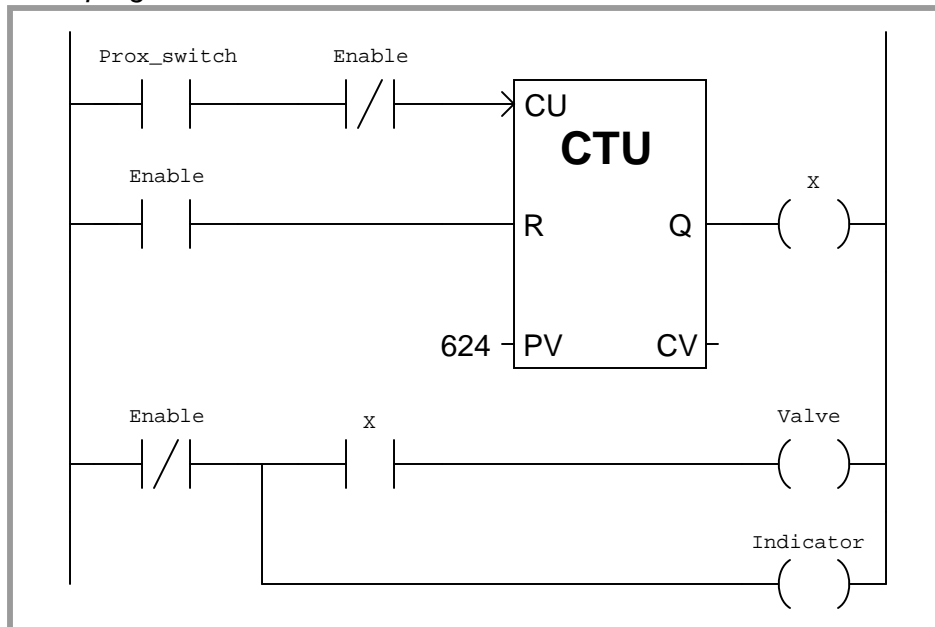 Prox_switch Enable
CU
CTU
Enable
X
R Q
624 PV CV
Enable X Valve
Indicator